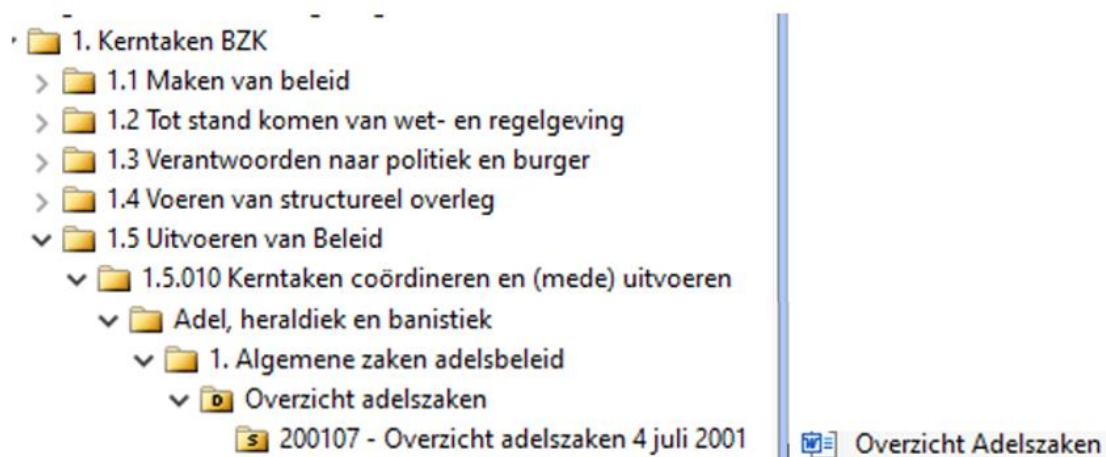 1. Kerntaken BZK
1.1 Maken van beleid
1.2 Tot stand komen van wet- en regelgeving
1.3 Verantwoorden naar politiek en burger
1.4 Voeren van structureel overleg
1.5 Uitvoeren van Beleid
1.5.010 Kerntaken coördineren en (mede) uitvoeren
Adel, heraldiek en banistiek
1. Algemene zaken adelsbeleid
D Overzicht adelszaken
S 200107 - Overzicht adelszaken 4 juli 2001 W Overzicht Adelszaken